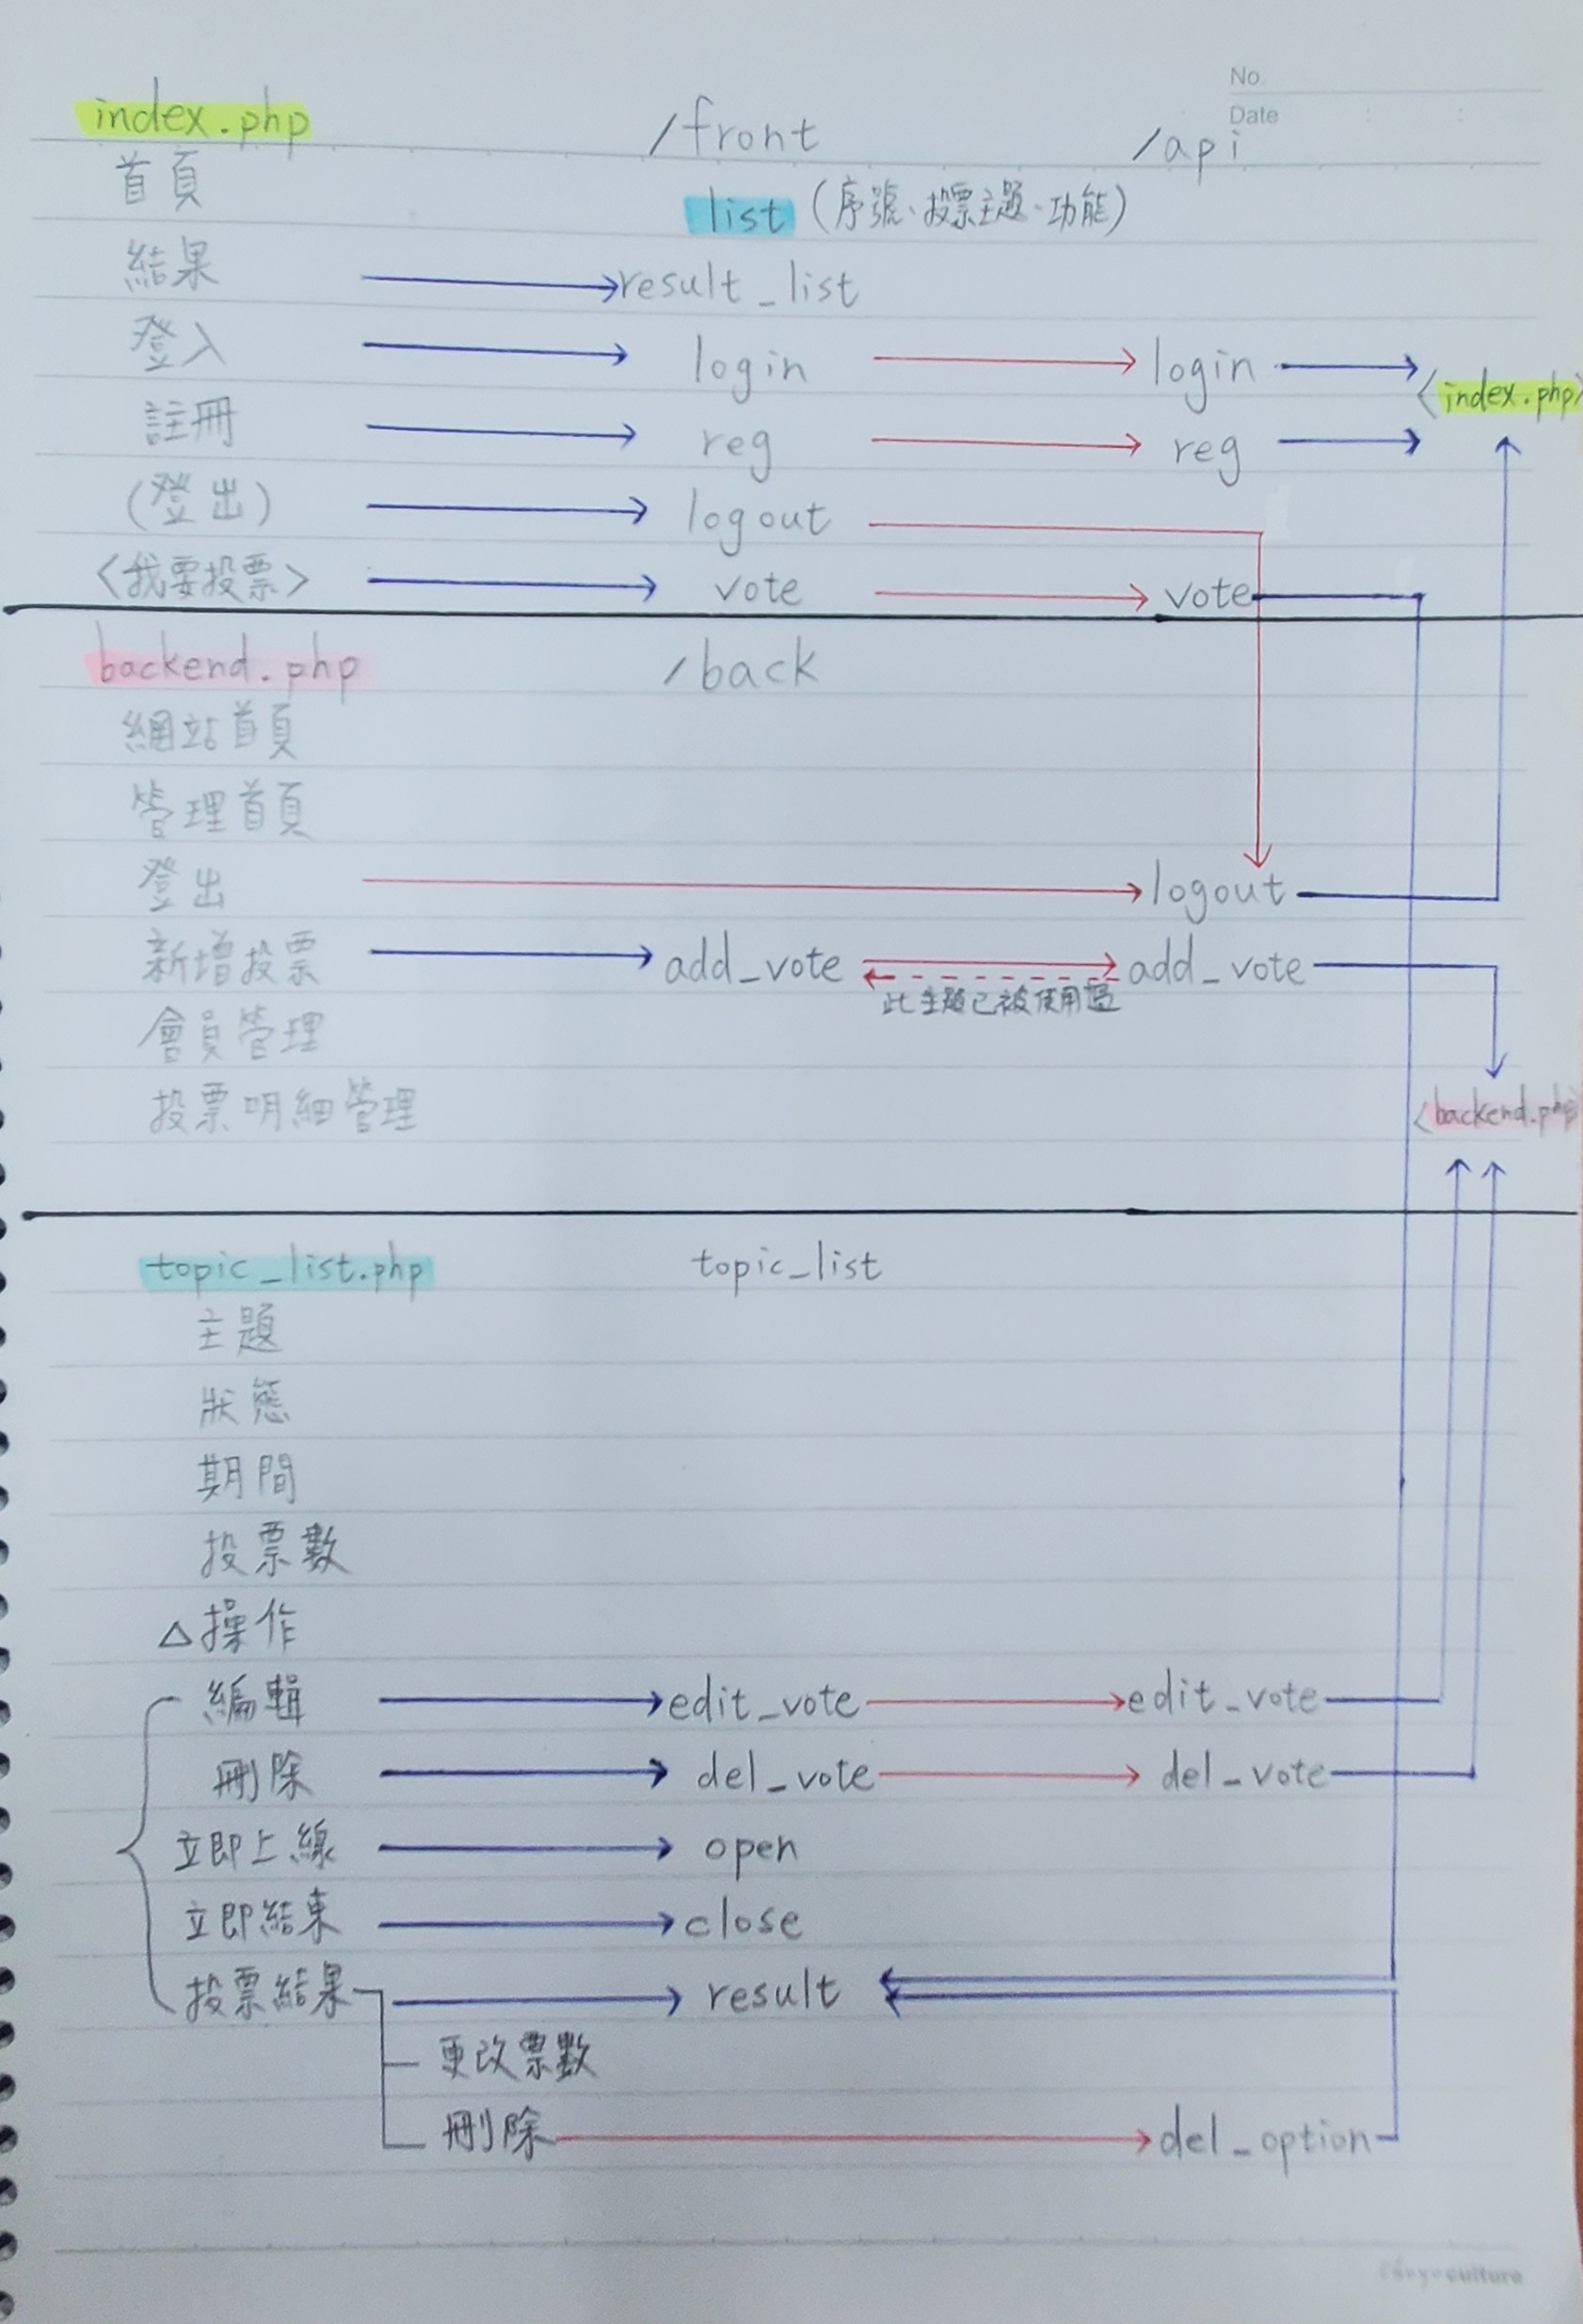 No.
Date : :
index.php /front /api
首頁 list (序號、投票主題、功能)
結果 → result_list
登入 → login → login → <index.php>
註冊 → reg → reg →
(登出) → logout
<我要投票> → vote → vote
backend.php /back
網站首頁
管理首頁
登出 → logout
新增投票 → add_vote add_vote
此主題已被使用過
會員管理
投票明細管理 <backend.php>
topic_list.php topic_list
主題
狀態
期間
投票數
△操作
編輯 → edit_vote → edit_vote
刪除 → del_vote → del_vote
立即上線 → open
立即結束 → close
投票結果 → result
更改票數
刪除 → del_option